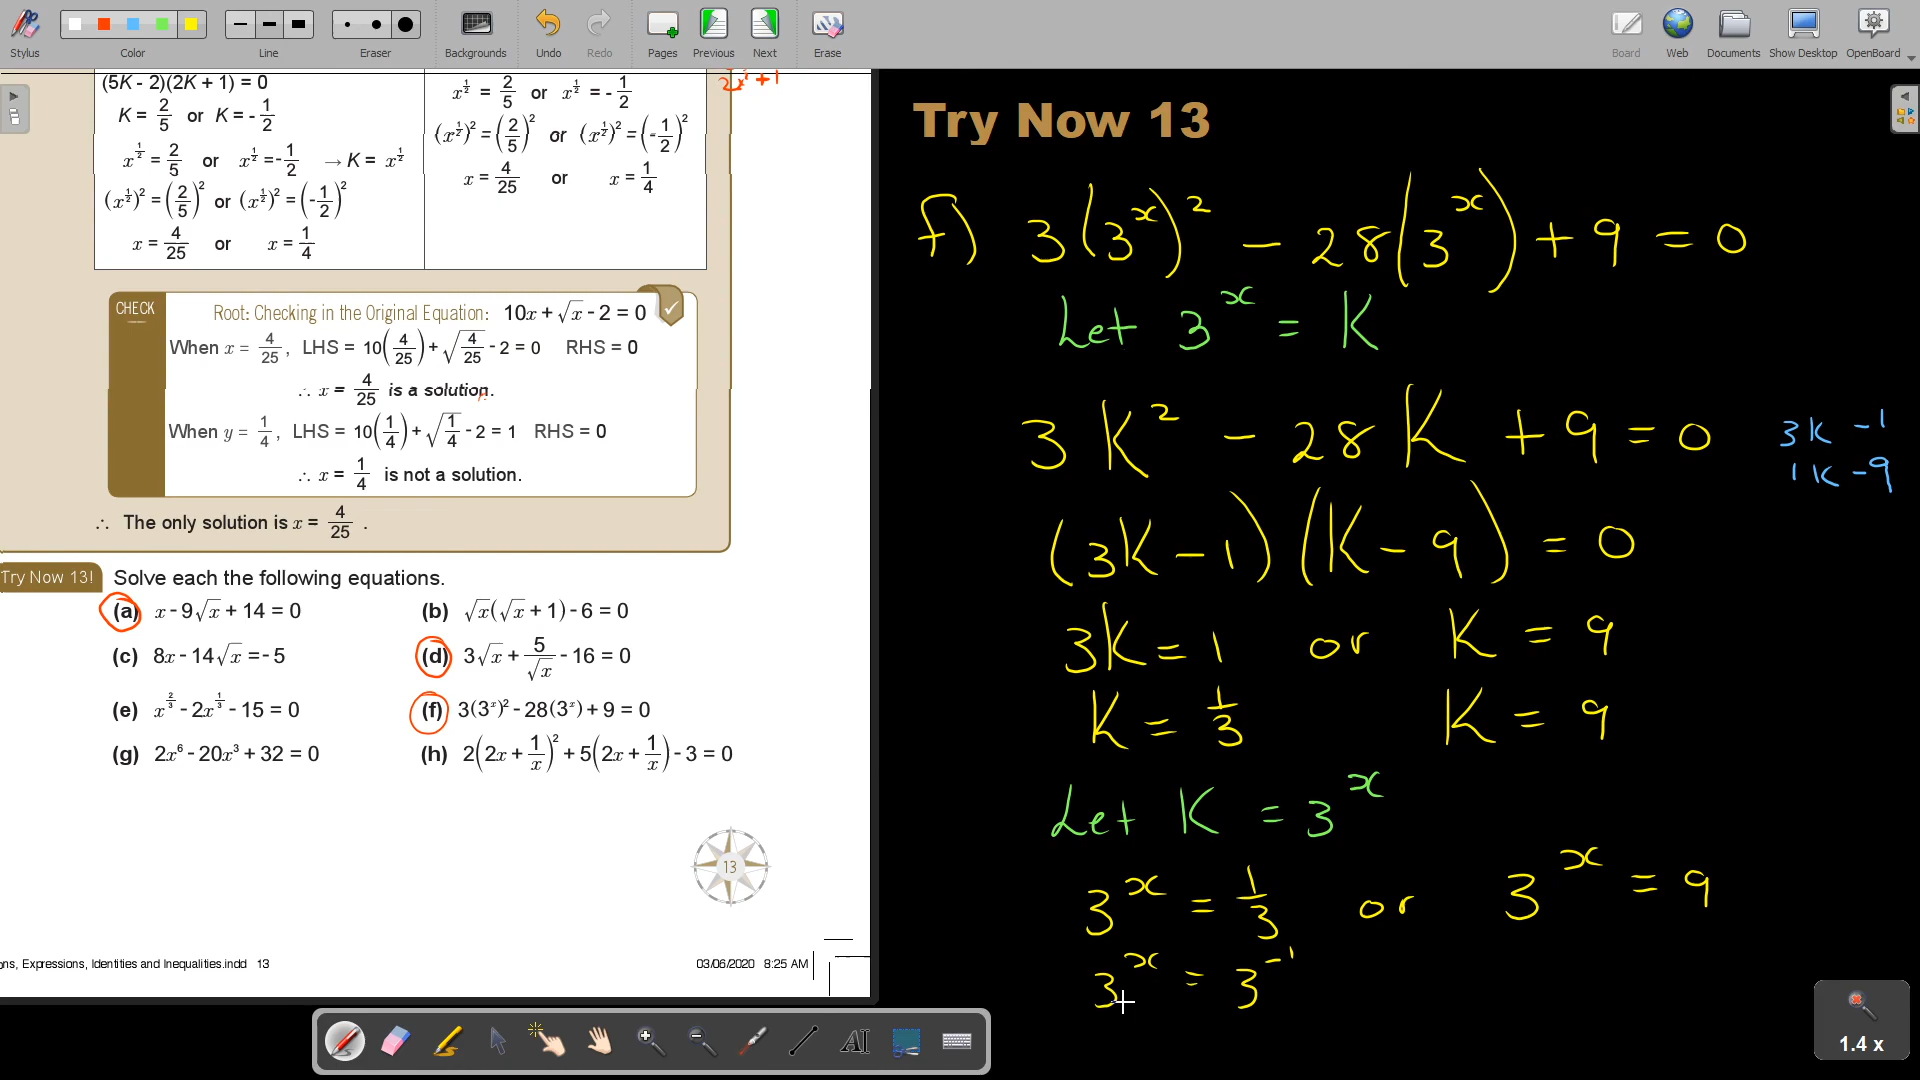 Stylus Color Line Eraser Backgrounds Undo Redo Pages Previous Next Erase Board Web Documents Show Desktop OpenBoard
(5K - 2)(2K + 1) = 0
K = 2/5 or K = - 1/2
x^(1/2) = 2/5 or x^(1/2) = - 1/2 → K = x^(1/2)
(x^(1/2))² = (2/5)² or (x^(1/2))² = (-1/2)²
x = 4/25 or x = 1/4
x^(1/2) = 2/5 or x^(1/2) = - 1/2
(x^(1/2))² = (2/5)² or (x^(1/2))² = (-1/2)²
x = 4/25 or x = 1/4
CHECK
Root: Checking in the Original Equation: 10x + √x - 2 = 0
When x = 4/25, LHS = 10(4/25) + √(4/25) - 2 = 0 RHS = 0
∴ x = 4/25 is a solution.
When y = 1/4, LHS = 10(1/4) + √(1/4) - 2 = 1 RHS = 0
∴ x = 1/4 is not a solution.
∴ The only solution is x = 4/25 .
Try Now 13! Solve each the following equations.
(a) x - 9√x + 14 = 0 (b) √x(√x + 1) - 6 = 0
(c) 8x - 14√x = - 5 (d) 3√x + 5/√x - 16 = 0
(e) x^(2/3) - 2x^(1/3) - 15 = 0 (f) 3(3^x)² - 28(3^x) + 9 = 0
(g) 2x⁶ - 20x³ + 32 = 0 (h) 2(2x + 1/x)² + 5(2x + 1/x) - 3 = 0
13
ns, Expressions, Identities and Inequalities.indd 13 03/06/2020 8:25 AM
Try Now 13
f) 3(3^x)² - 28(3^x) + 9 = 0
Let 3^x = K
3K² - 28K + 9 = 0
3K - 1
1K - 9
(3K - 1)(K - 9) = 0
3K = 1 or K = 9
K = 1/3 K = 9
Let K = 3^x
3^x = 1/3 or 3^x = 9
3^x = 3^-1
1.4 x